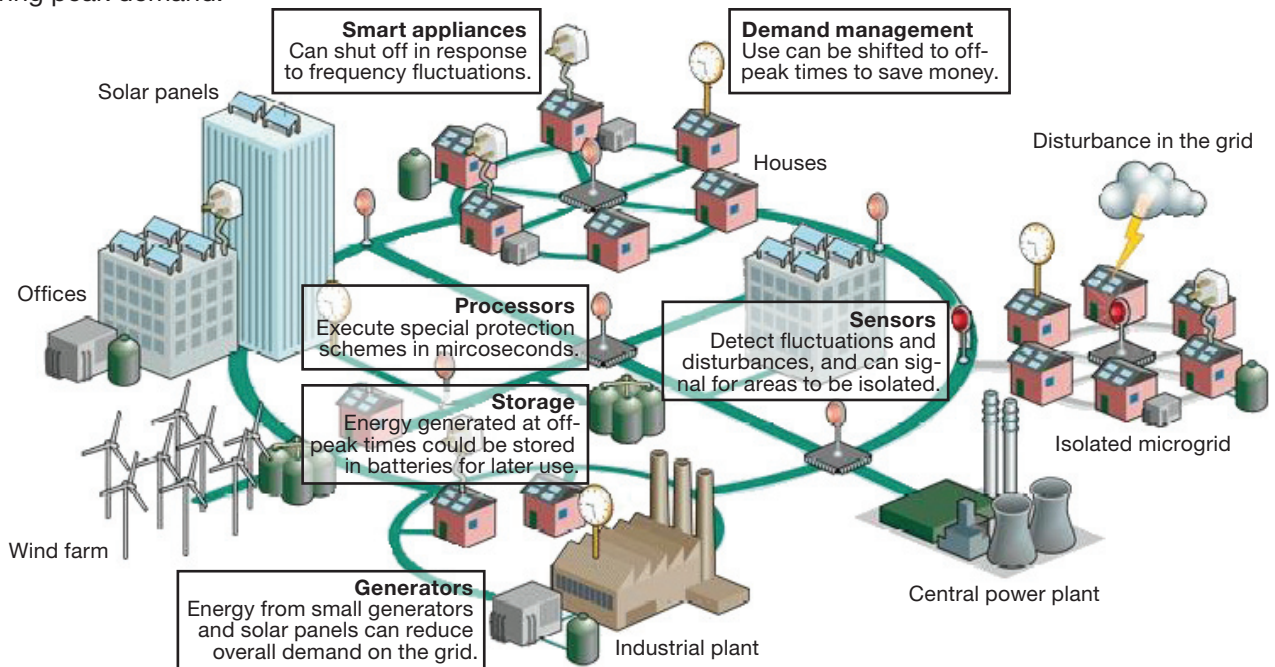 ring peak demand.
Smart appliances
Can shut off in response
to frequency fluctuations.
Demand management
Use can be shifted to off-
peak times to save money.
Solar panels
Houses
Disturbance in the grid
Offices
Processors
Execute special protection
schemes in mircoseconds.
Sensors
Detect fluctuations and
disturbances, and can sig-
nal for areas to be isolated.
Storage
Energy generated at off-
peak times could be stored
in batteries for later use.
Isolated microgrid
Wind farm
Generators
Energy from small generators
and solar panels can reduce
overall demand on the grid.
Industrial plant
Central power plant